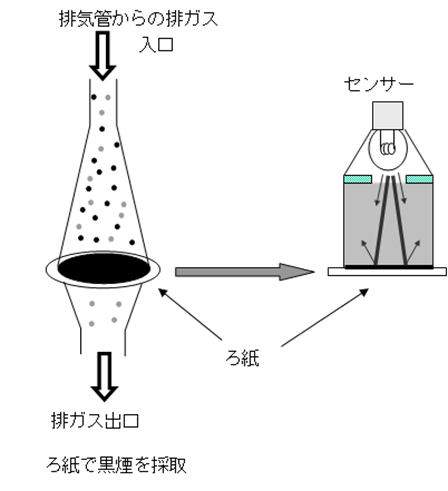 排気管からの排ガス
入口
センサー
ろ紙
排ガス出口
ろ紙で黒煙を採取